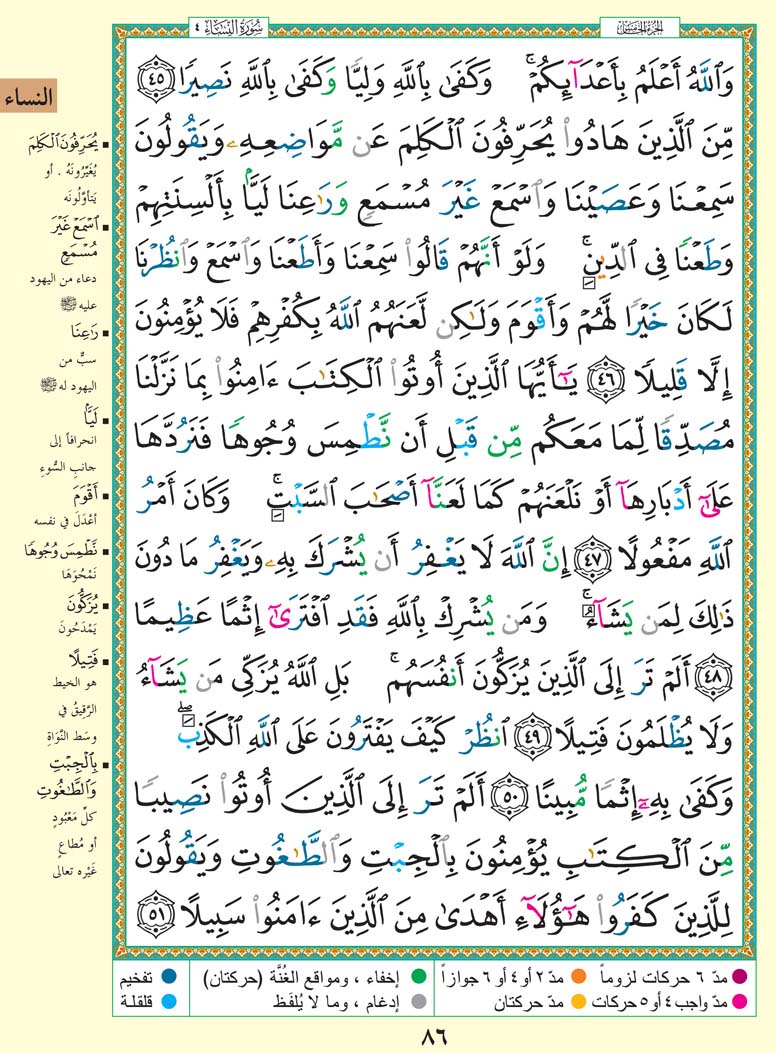 الجزء الخامس
سورة النساء ٤
وَٱللَّهُ أَعۡلَمُ بِأَعۡدَآئِكُمۡۚ وَكَفَىٰ بِٱللَّهِ وَلِيّٗا وَكَفَىٰ بِٱللَّهِ نَصِيرٗا ٤٥
مِّنَ ٱلَّذِينَ هَادُواْ يُحَرِّفُونَ ٱلۡكَلِمَ عَن مَّوَاضِعِهِۦ وَيَقُولُونَ
سَمِعۡنَا وَعَصَيۡنَا وَٱسۡمَعۡ غَيۡرَ مُسۡمَعٖ وَرَٰعِنَا لَيَّۢا بِأَلۡسِنَتِهِمۡ
وَطَعۡنٗا فِي ٱلدِّينِۚ وَلَوۡ أَنَّهُمۡ قَالُواْ سَمِعۡنَا وَأَطَعۡنَا وَٱسۡمَعۡ وَٱنظُرۡنَا
لَكَانَ خَيۡرٗا لَّهُمۡ وَأَقۡوَمَ وَلَٰكِن لَّعَنَهُمُ ٱللَّهُ بِكُفۡرِهِمۡ فَلَا يُؤۡمِنُونَ
إِلَّا قَلِيلٗا ٤٦ يَٰٓأَيُّهَا ٱلَّذِينَ أُوتُواْ ٱلۡكِتَٰبَ ءَامِنُواْ بِمَا نَزَّلۡنَا
مُصَدِّقٗا لِّمَا مَعَكُم مِّن قَبۡلِ أَن نَّطۡمِسَ وُجُوهٗا فَنَرُدَّهَا
عَلَىٰٓ أَدۡبَارِهَآ أَوۡ نَلۡعَنَهُمۡ كَمَا لَعَنَّآ أَصۡحَٰبَ ٱلسَّبۡتِۚ وَكَانَ أَمۡرُ
ٱللَّهِ مَفۡعُولًا ٤٧ إِنَّ ٱللَّهَ لَا يَغۡفِرُ أَن يُشۡرَكَ بِهِۦ وَيَغۡفِرُ مَا دُونَ
ذَٰلِكَ لِمَن يَشَآءُۚ وَمَن يُشۡرِكۡ بِٱللَّهِ فَقَدِ ٱفۡتَرَىٰٓ إِثۡمًا عَظِيمًا
٤٨ أَلَمۡ تَرَ إِلَى ٱلَّذِينَ يُزَكُّونَ أَنفُسَهُمۚ بَلِ ٱللَّهُ يُزَكِّي مَن يَشَآءُ
وَلَا يُظۡلَمُونَ فَتِيلًا ٤٩ ٱنظُرۡ كَيۡفَ يَفۡتَرُونَ عَلَى ٱللَّهِ ٱلۡكَذِبَۖ
وَكَفَىٰ بِهِۦٓ إِثۡمٗا مُّبِينًا ٥٠ أَلَمۡ تَرَ إِلَى ٱلَّذِينَ أُوتُواْ نَصِيبٗا
مِّنَ ٱلۡكِتَٰبِ يُؤۡمِنُونَ بِٱلۡجِبۡتِ وَٱلطَّٰغُوتِ وَيَقُولُونَ
لِلَّذِينَ كَفَرُواْ هَٰٓؤُلَآءِ أَهۡدَىٰ مِنَ ٱلَّذِينَ ءَامَنُواْ سَبِيلًا ٥١
النساء
▪ يُحَرِّفُونَ ٱلۡكَلِمَ
يُغَيِّرُونَهُ . أو
يَتأوّلُونَه
▪ ٱسۡمَعۡ غَيۡرَ
مُسۡمَعٖ
دعاء من اليهود
عليه ﷺ
▪ رَٰعِنَا
سبٌّ من
اليهود له ﷺ
▪ لَيَّۢا
انحرافاً إلى
جانبِ السُّوءِ
▪ أَقۡوَمَ
أعْدَلَ في نفسه
▪ نَّطۡمِسَ وُجُوهٗا
نَمْحُوَهَا
▪ يُزَكُّونَ
يَمْدَحُونَ
▪ فَتِيلًا
هو الخيط
الرَّقِيقُ في
وسَط النَّوَاةِ
▪ بِٱلۡجِبۡتِ
وَٱلطَّٰغُوتِ
كلِّ مَعْبُودٍ
أو مُطاعٍ
غَيْره تعالى
مدّ ٦ حركات لزوماً ● مدّ ٢ أو ٤ أو ٦ جوازاً ● إخفاء ، ومواقع الغُنَّة (حركتان) ● تفخيم
مدّ واجب ٤ أو ٥ حركات ● مدّ حركتان ● إدغام ، وما لا يُلفَظ ● قلقلة
٨٦